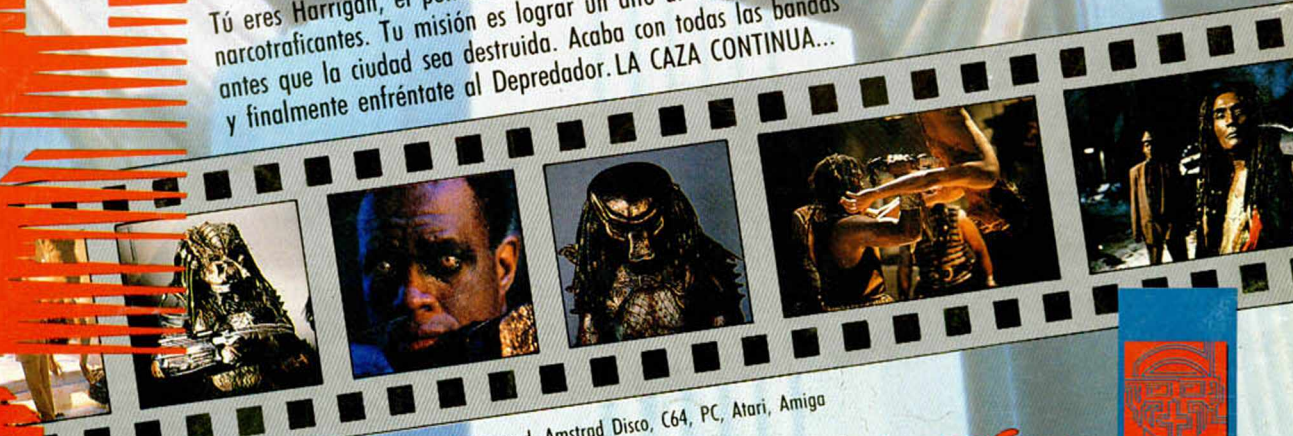 Tú eres Harrigan, el
narcotraficantes. Tu misión es lograr un
antes que la ciudad sea destruida. Acaba con todas las bandas
y finalmente enfréntate al Depredador. LA CAZA CONTINUA...
Amstrad Disco, C64, PC, Atari, Amiga